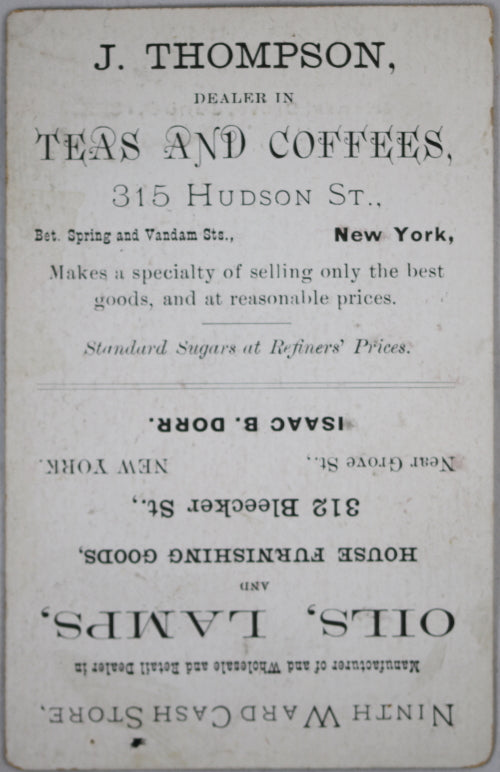 J. THOMPSON,
DEALER IN
TEAS AND COFFEES,
315 HUDSON ST.,
Bet. Spring and Vandam Sts., New York,
Makes a specialty of selling only the best
goods, and at reasonable prices.
Standard Sugars at Refiners' Prices.
NINTH WARD CASH STORE,
Manufacturer of and Wholesale and Retail Dealer in
OILS, LAMPS,
AND
HOUSE FURNISHING GOODS,
312 Bleecker St.,
Near Grove St., NEW YORK.
ISAAC B. DORR.